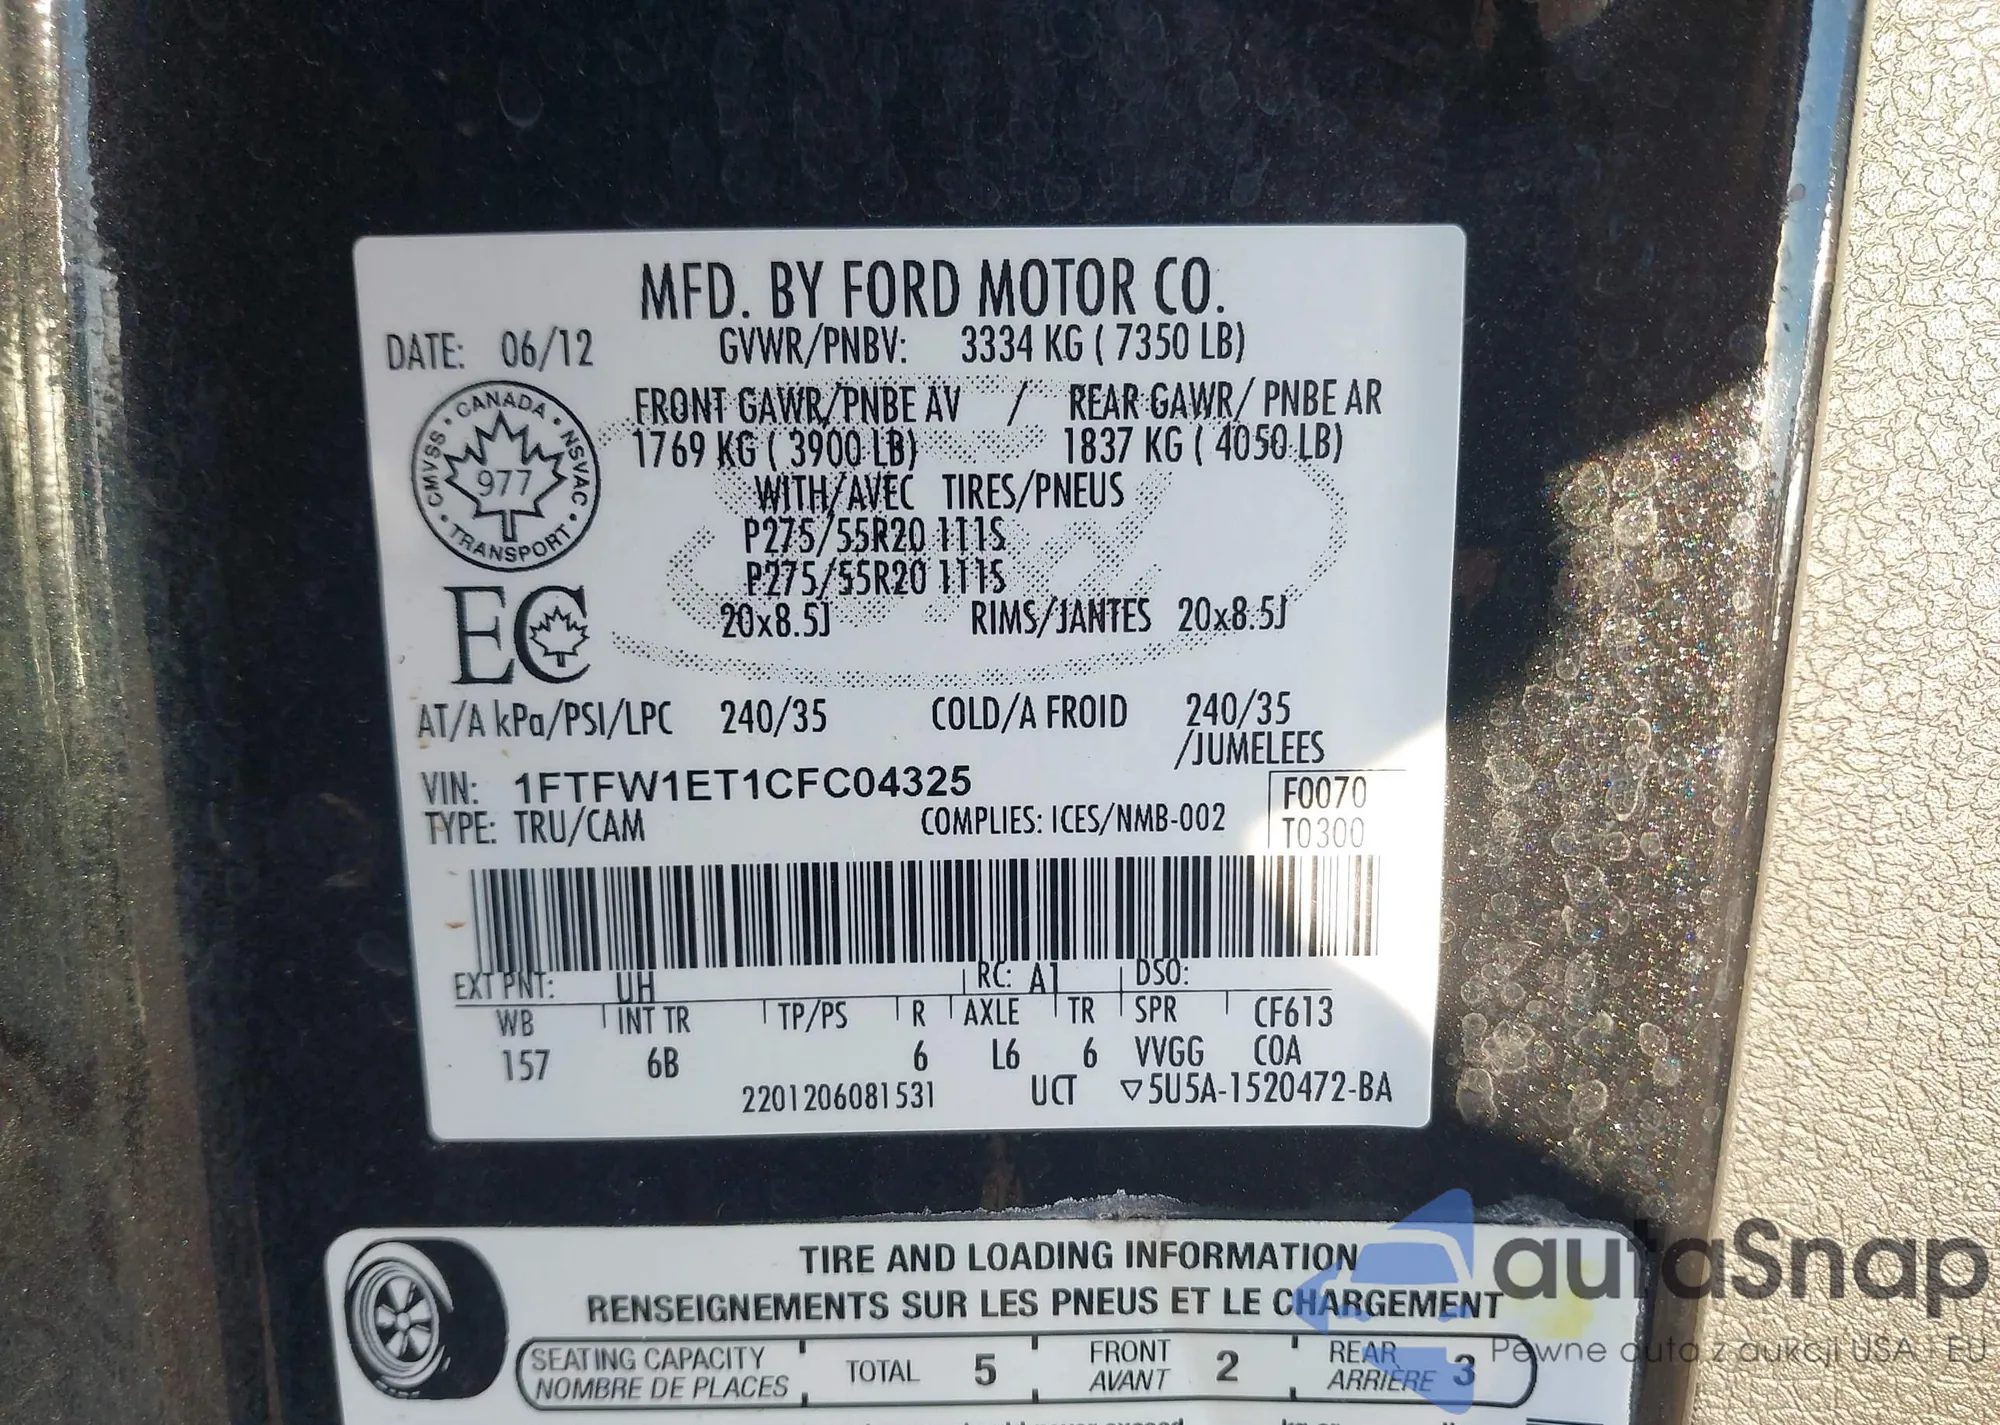 MFD. BY FORD MOTOR CO.
DATE: 06/12 GVWR/PNBV: 3334 KG ( 7350 LB)
FRONT GAWR/PNBE AV / REAR GAWR/ PNBE AR
1769 KG ( 3900 LB) 1837 KG ( 4050 LB)
WITH/AVEC TIRES/PNEUS
P275/55R20 111S
P275/55R20 111S
20x8.5J RIMS/JANTES 20x8.5J
CANADA · NSVAC · TRANSPORT · CMVSS ·
977
EC
AT/A kPa/PSI/LPC 240/35 COLD/A FROID 240/35
/JUMELEES
VIN: 1FTFW1ET1CFC04325
TYPE: TRU/CAM COMPLIES: ICES/NMB-002
F0070
T0300
EXT PNT: UH RC: A1 DSO:
WB INT TR TP/PS R AXLE TR SPR CF613
157 6B 6 L6 6 VVGG COA
2201206081531 UCT ▽5U5A-1520472-BA
TIRE AND LOADING INFORMATION
RENSEIGNEMENTS SUR LES PNEUS ET LE CHARGEMENT
SEATING CAPACITY TOTAL 5 FRONT 2 REAR 3
NOMBRE DE PLACES AVANT ARRIÈRE
autoSnap
Pewne auta z aukcji USA i EU